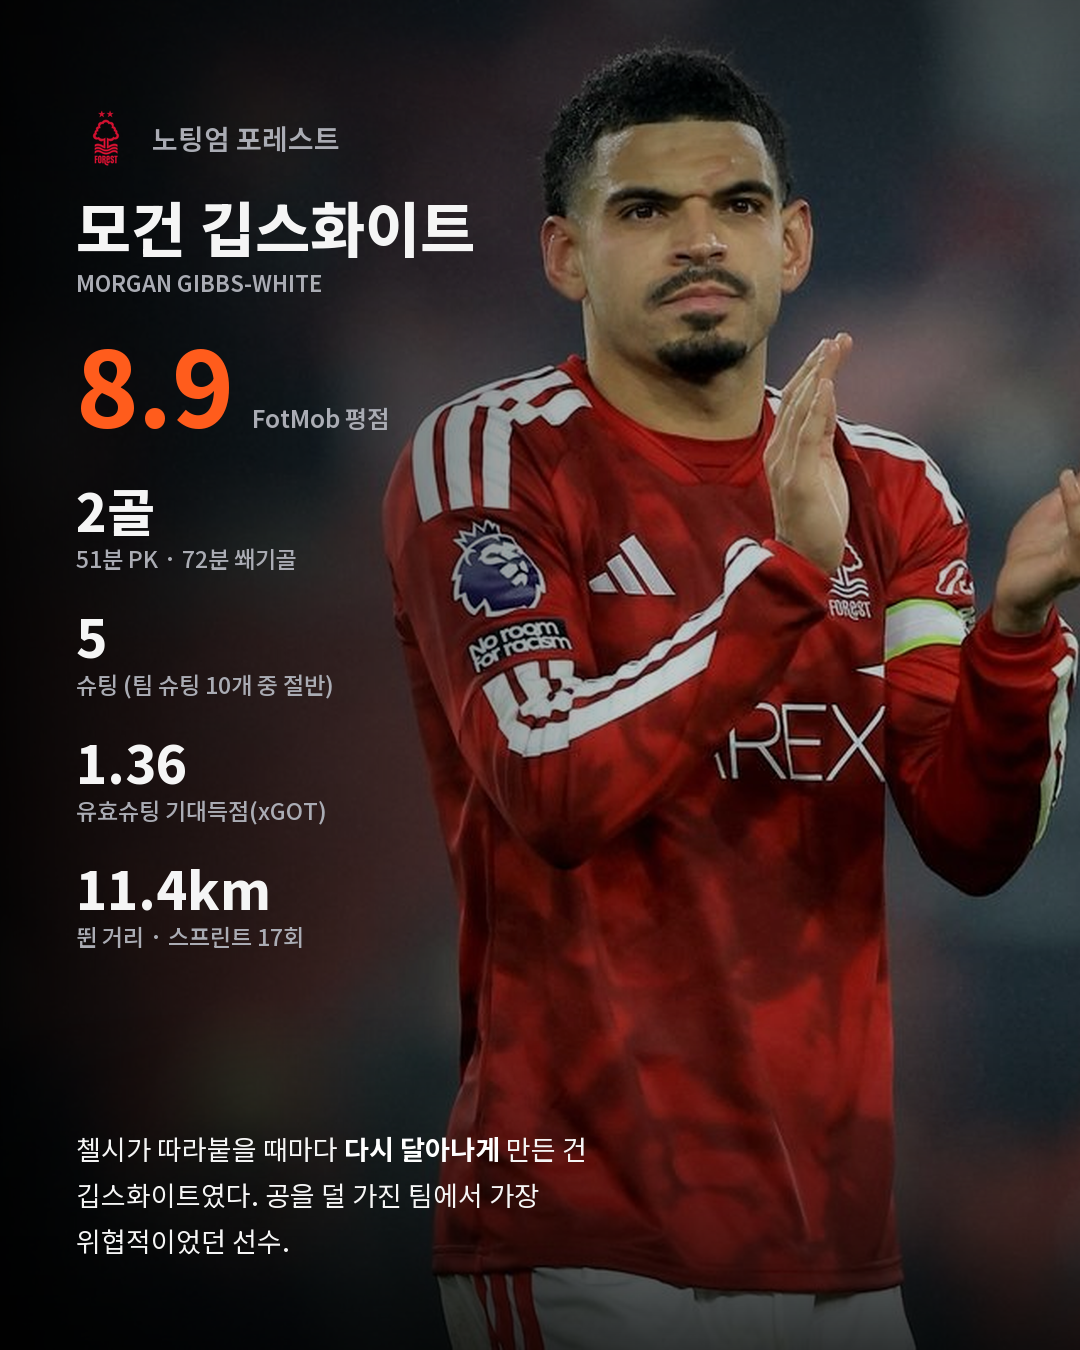 FOREST
노팅엄 포레스트
모건 깁스화이트
MORGAN GIBBS-WHITE
8.9 FotMob 평점
2골
51분 PK · 72분 쐐기골
5
슈팅 (팀 슈팅 10개 중 절반)
1.36
유효슈팅 기대득점(xGOT)
11.4km
뛴 거리 · 스프린트 17회
첼시가 따라붙을 때마다 다시 달아나게 만든 건
깁스화이트였다. 공을 덜 가진 팀에서 가장
위협적이었던 선수.
No room
For racism
FOREST
REX